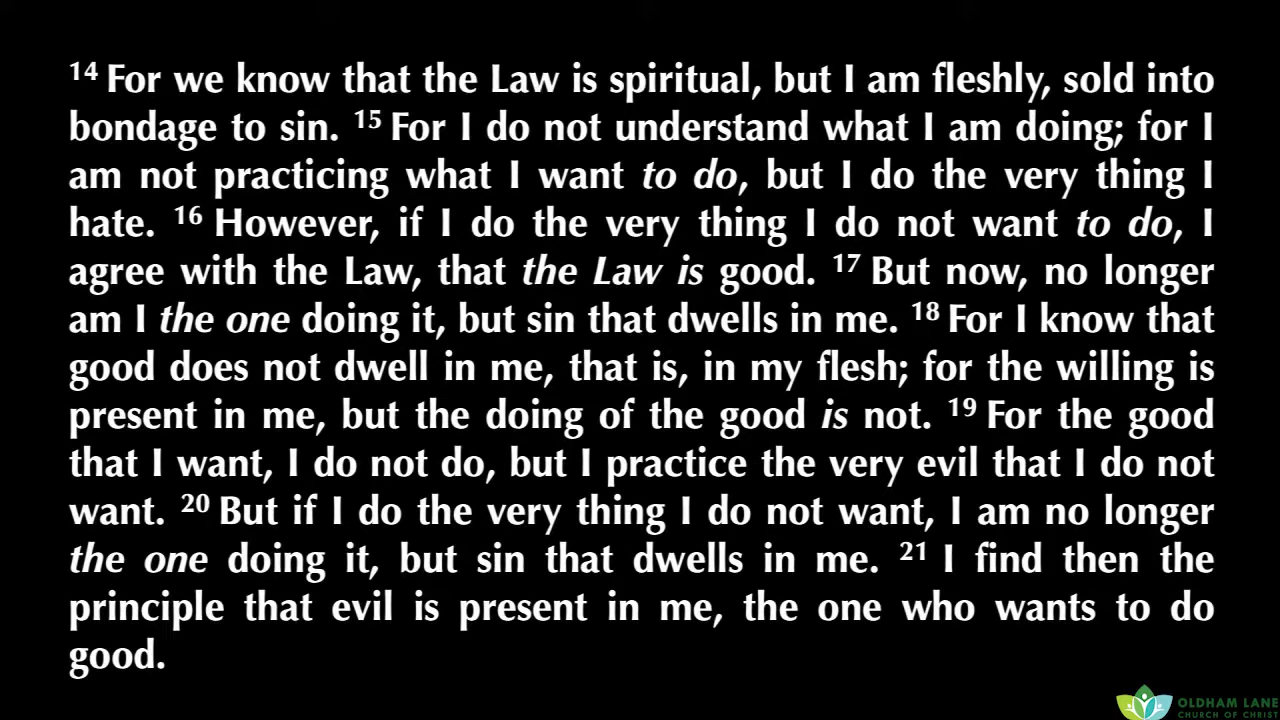 ¹⁴ For we know that the Law is spiritual, but I am fleshly, sold into
bondage to sin. ¹⁵ For I do not understand what I am doing; for I
am not practicing what I want to do, but I do the very thing I
hate. ¹⁶ However, if I do the very thing I do not want to do, I
agree with the Law, that the Law is good. ¹⁷ But now, no longer
am I the one doing it, but sin that dwells in me. ¹⁸ For I know that
good does not dwell in me, that is, in my flesh; for the willing is
present in me, but the doing of the good is not. ¹⁹ For the good
that I want, I do not do, but I practice the very evil that I do not
want. ²⁰ But if I do the very thing I do not want, I am no longer
the one doing it, but sin that dwells in me. ²¹ I find then the
principle that evil is present in me, the one who wants to do
good.
OLDHAM LANE
CHURCH OF CHRIST